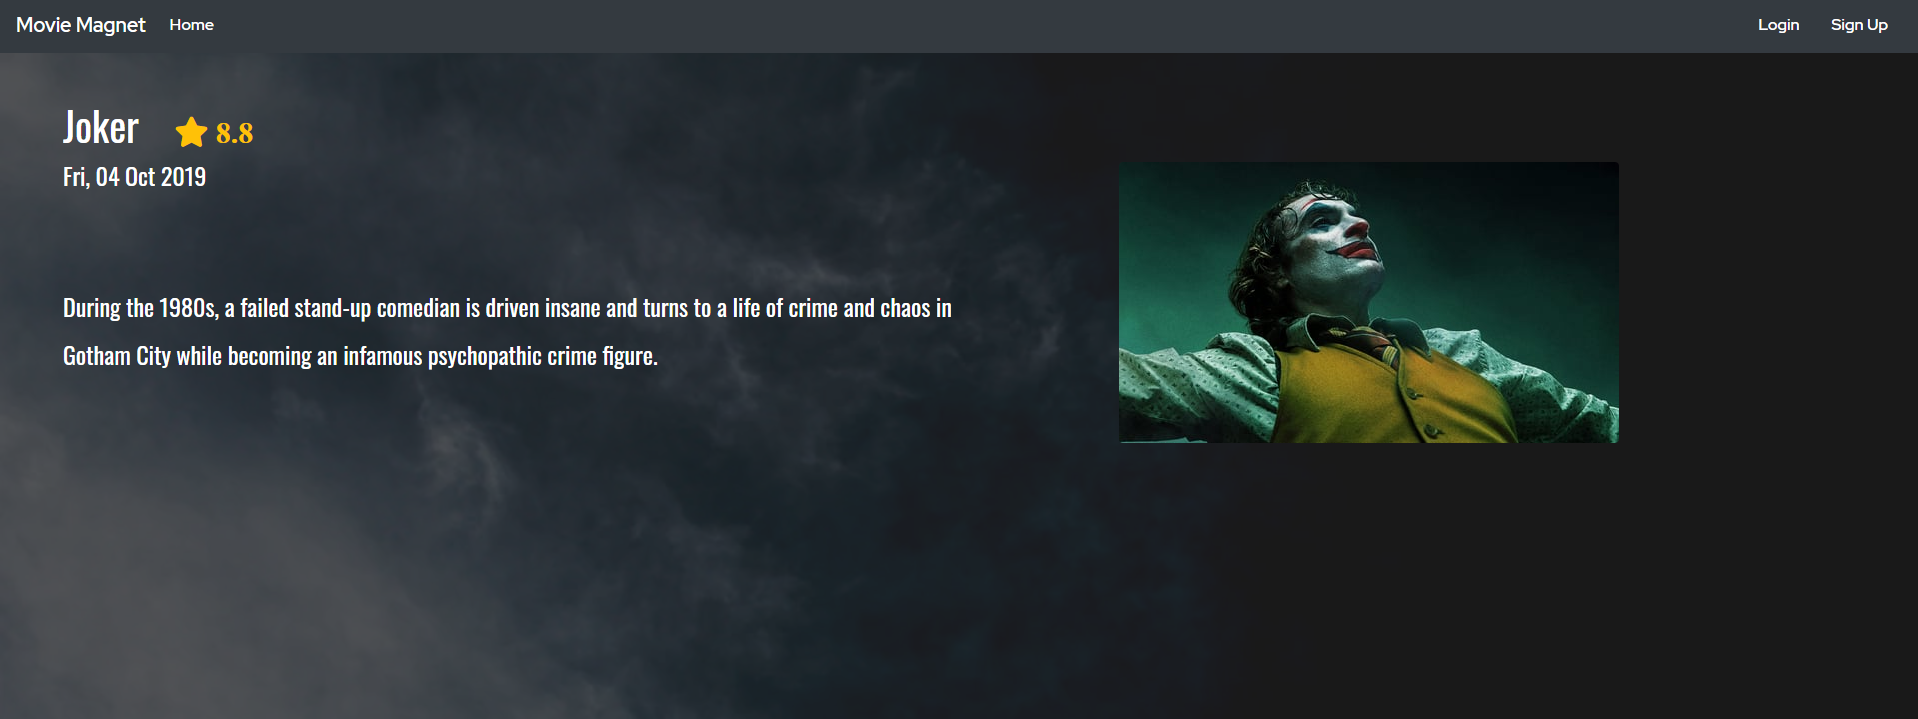 Movie Magnet Home Login Sign Up
Joker 8.8
Fri, 04 Oct 2019
During the 1980s, a failed stand-up comedian is driven insane and turns to a life of crime and chaos in
Gotham City while becoming an infamous psychopathic crime figure.